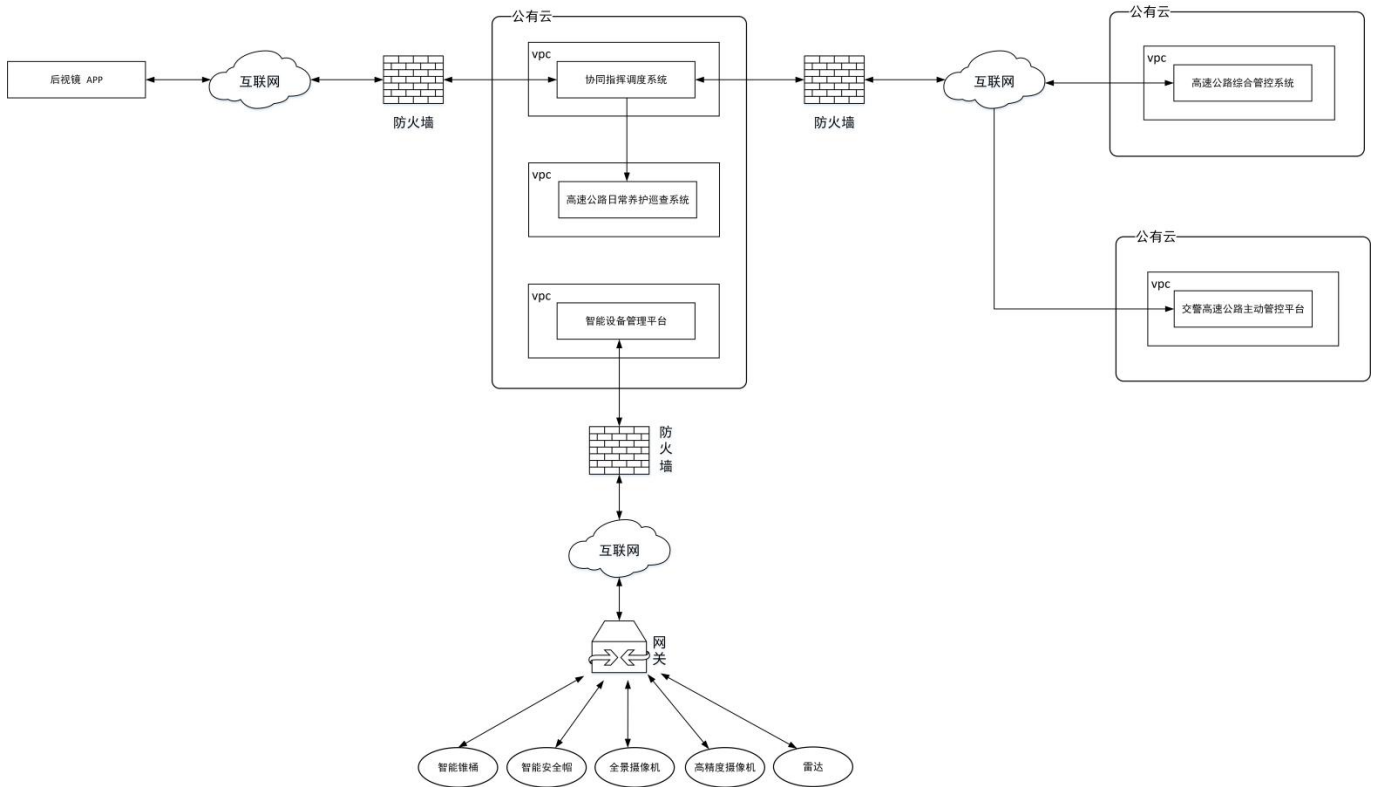 公有云
公有云
vpc
vpc
vpc
后视镜 APP
互联网
协同指挥调度系统
互联网
高速公路综合管控系统
防火墙
防火墙
vpc
高速公路日常养护巡查系统
公有云
vpc
vpc
智能设备管理平台
交警高速公路主动管控平台
防火墙
互联网
网关
智能锥桶
智能安全帽
全景摄像机
高精度摄像机
雷达